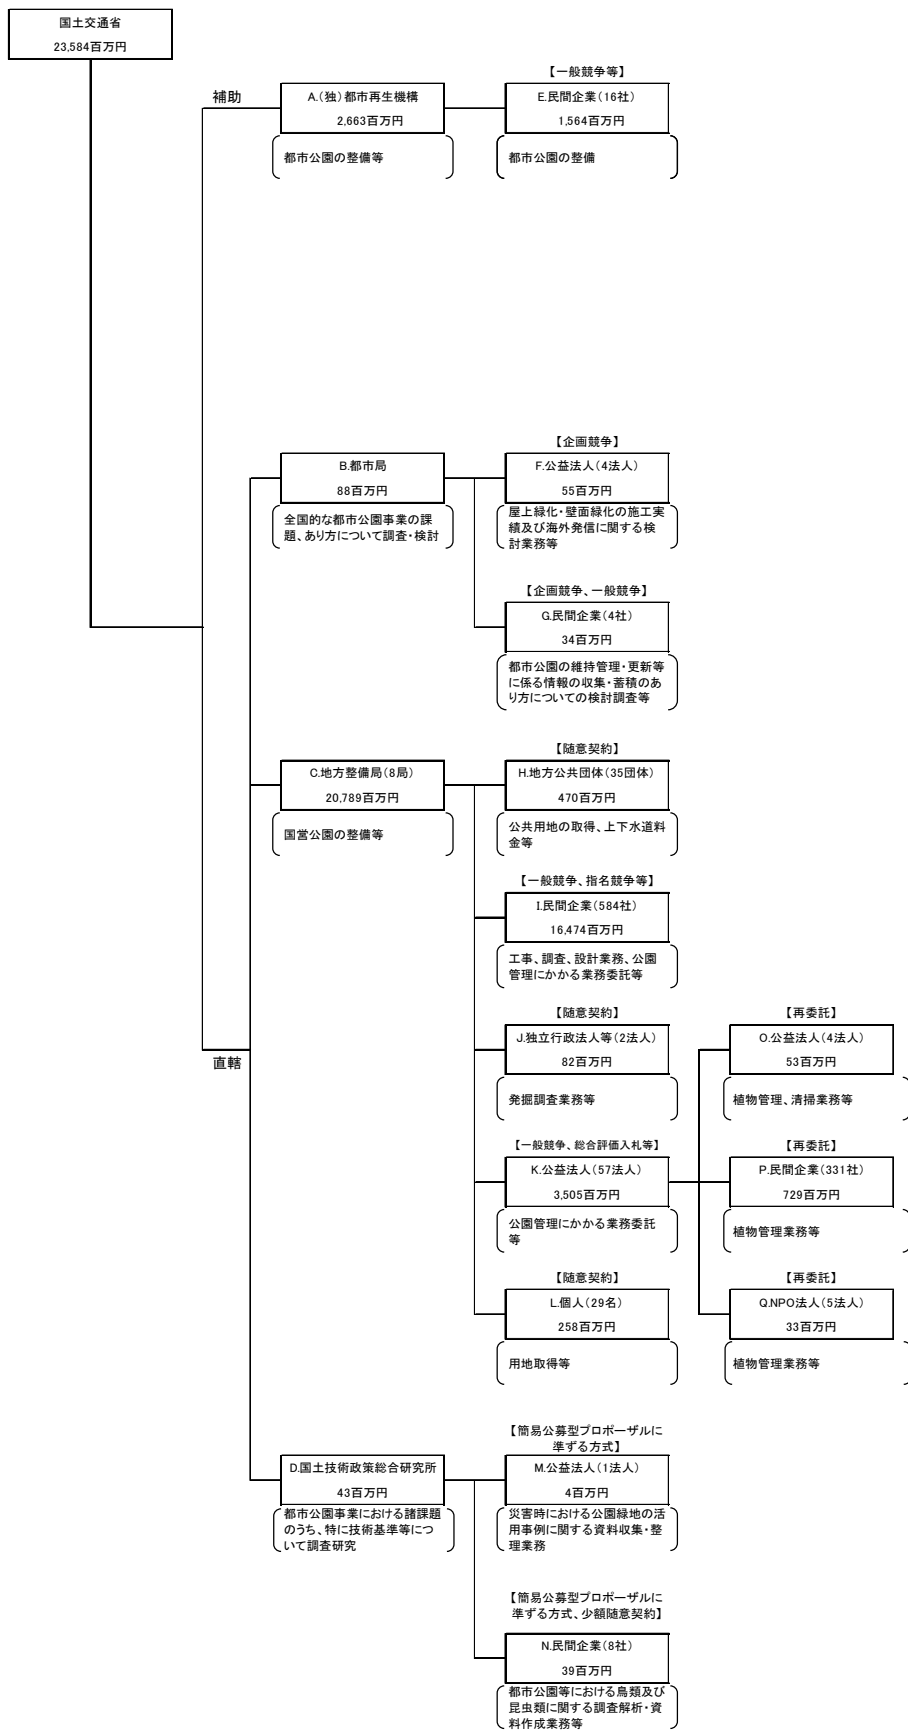 国土交通省
23,584百万円
補助
A.(独)都市再生機構
2,663百万円
都市公園の整備等
【一般競争等】
E.民間企業(16社)
1,564百万円
都市公園の整備
B.都市局
88百万円
全国的な都市公園事業の課
題、あり方について調査・検討
【企画競争】
F.公益法人(4法人)
55百万円
屋上緑化・壁面緑化の施工実
績及び海外発信に関する検
討業務等
【企画競争、一般競争】
G.民間企業(4社)
34百万円
都市公園の維持管理・更新等
に係る情報の収集・蓄積のあ
り方についての検討調査等
C.地方整備局(8局)
20,789百万円
国営公園の整備等
【随意契約】
H.地方公共団体(35団体)
470百万円
公共用地の取得、上下水道料
金等
【一般競争、指名競争等】
I.民間企業(584社)
16,474百万円
工事、調査、設計業務、公園
管理にかかる業務委託等
直轄
【随意契約】
J.独立行政法人等(2法人)
82百万円
発掘調査業務等
【再委託】
O.公益法人(4法人)
53百万円
植物管理、清掃業務等
【一般競争、総合評価入札等】
K.公益法人(57法人)
3,505百万円
公園管理にかかる業務委託
等
【再委託】
P.民間企業(331社)
729百万円
植物管理業務等
【随意契約】
L.個人(29名)
258百万円
用地取得等
【再委託】
Q.NPO法人(5法人)
33百万円
植物管理業務等
D.国土技術政策総合研究所
43百万円
都市公園事業における諸課題
のうち、特に技術基準等につ
いて調査研究
【簡易公募型プロポーザルに
準ずる方式】
M.公益法人(1法人)
4百万円
災害時における公園緑地の活
用事例に関する資料収集・整
理業務
【簡易公募型プロポーザルに
準ずる方式、少額随意契約】
N.民間企業(8社)
39百万円
都市公園等における鳥類及び
昆虫類に関する調査解析・資
料作成業務等